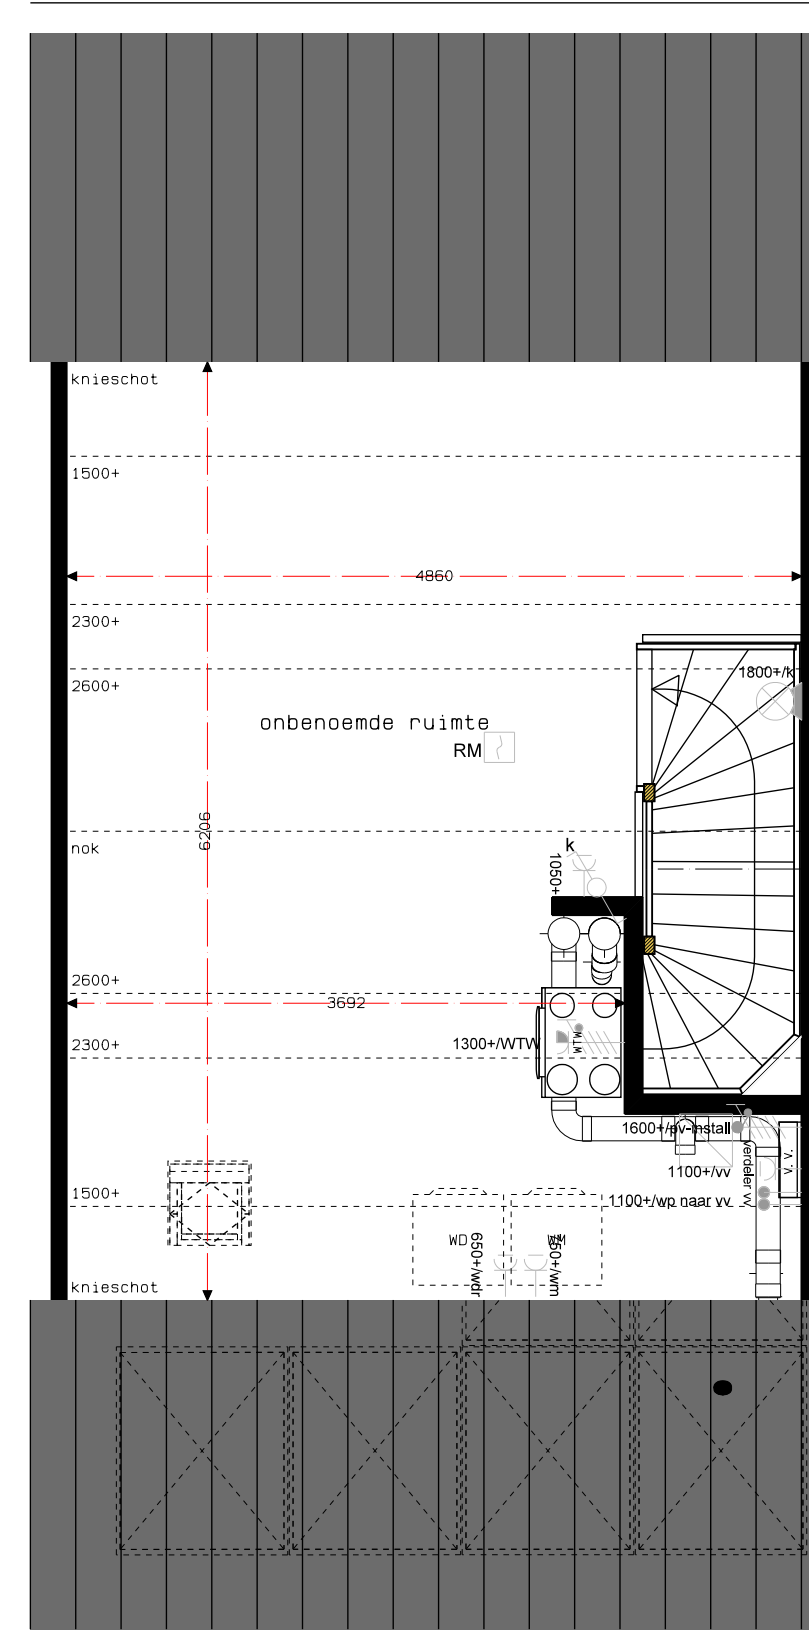 knieschot
1500+
4860
2300+
2600+
1800+/k
onbenoemde ruimte
RM
6206
nok
k
1050+
2600+
3692
2300+
1300+/WTW
WTW
1600+/pv-install
verdeler vv
v.v.
1100+/vv
1500+
1100+/wp naar vv
WD
650+/wdr
WM
650+/wm
knieschot